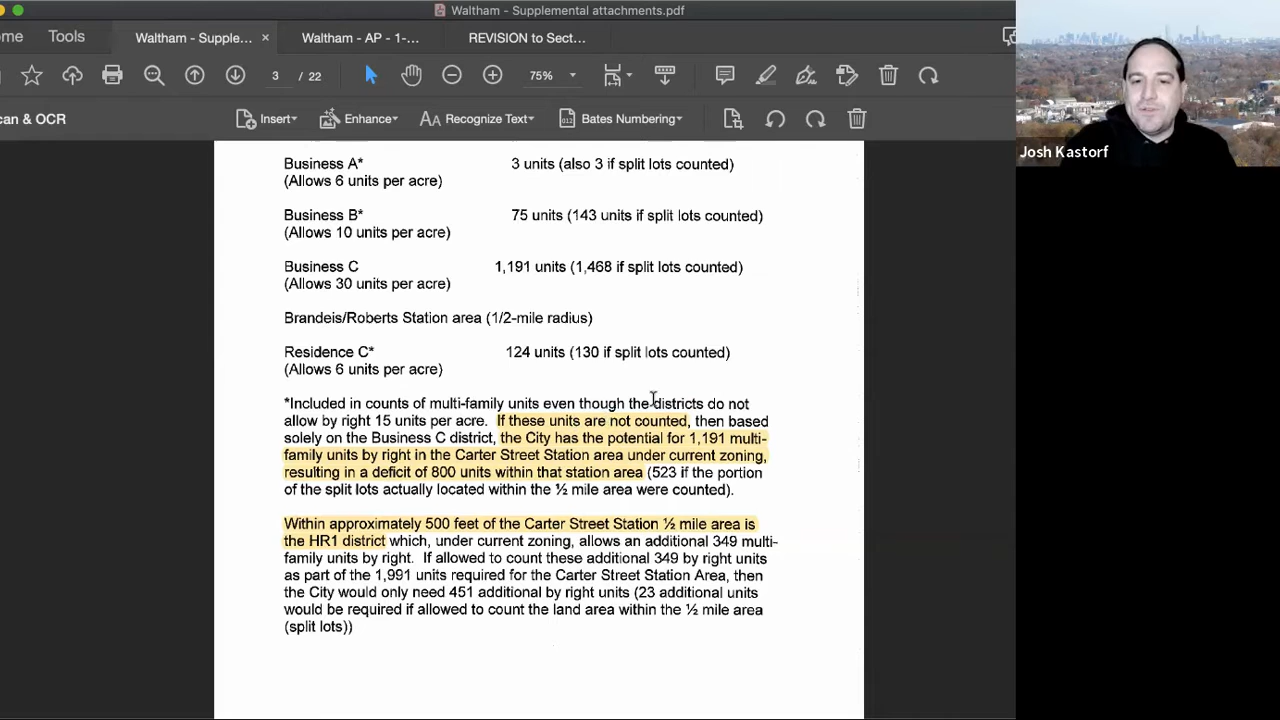 Waltham - Supplemental attachments.pdf
ome Tools Waltham - Supple... × Waltham - AP - 1-... REVISION to Sect...
3 / 22 75%
can & OCR Insert Enhance Recognize Text Bates Numbering
Josh Kastorf
Business A* 3 units (also 3 if split lots counted)
(Allows 6 units per acre)
Business B* 75 units (143 units if split lots counted)
(Allows 10 units per acre)
Business C 1,191 units (1,468 if split lots counted)
(Allows 30 units per acre)
Brandeis/Roberts Station area (1/2-mile radius)
Residence C* 124 units (130 if split lots counted)
(Allows 6 units per acre)
*Included in counts of multi-family units even though the districts do not
allow by right 15 units per acre. If these units are not counted, then based
solely on the Business C district, the City has the potential for 1,191 multi-
family units by right in the Carter Street Station area under current zoning,
resulting in a deficit of 800 units within that station area (523 if the portion
of the split lots actually located within the ½ mile area were counted).
Within approximately 500 feet of the Carter Street Station ½ mile area is
the HR1 district which, under current zoning, allows an additional 349 multi-
family units by right. If allowed to count these additional 349 by right units
as part of the 1,991 units required for the Carter Street Station Area, then
the City would only need 451 additional by right units (23 additional units
would be required if allowed to count the land area within the ½ mile area
(split lots))